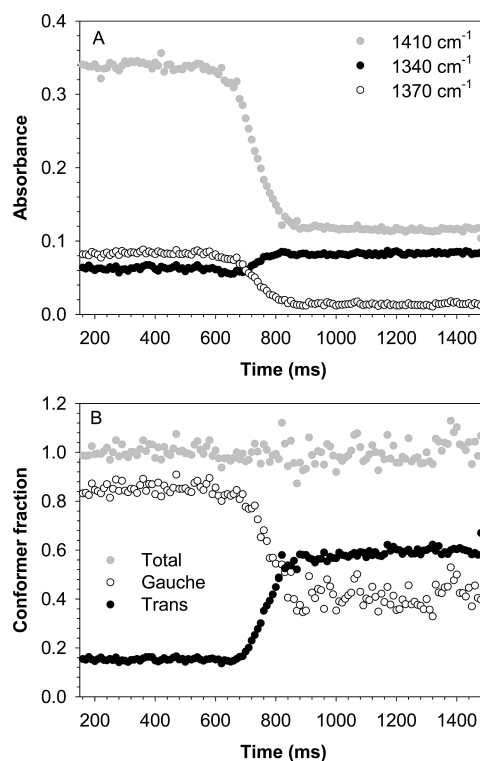 0.4
A
1410 cm⁻¹
1340 cm⁻¹
1370 cm⁻¹
0.3
0.2
0.1
0.0
Absorbance
200 400 600 800 1000 1200 1400
Time (ms)
1.2
B
1.0
0.8
0.6
0.4
0.2
0.0
Total
Gauche
Trans
Conformer fraction
200 400 600 800 1000 1200 1400
Time (ms)